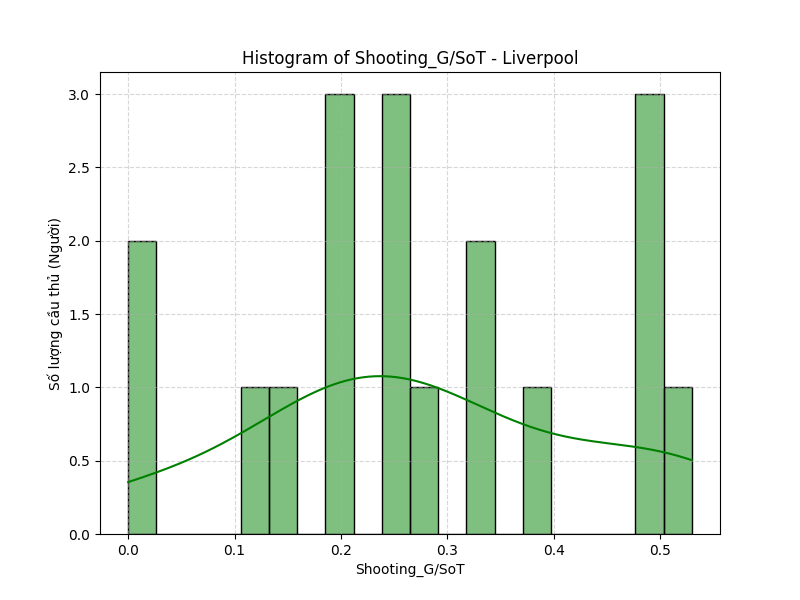 Histogram of Shooting_G/SoT - Liverpool
Số lượng cầu thủ (Người)
3.0
2.5
2.0
1.5
1.0
0.5
0.0
0.0 0.1 0.2 0.3 0.4 0.5
Shooting_G/SoT